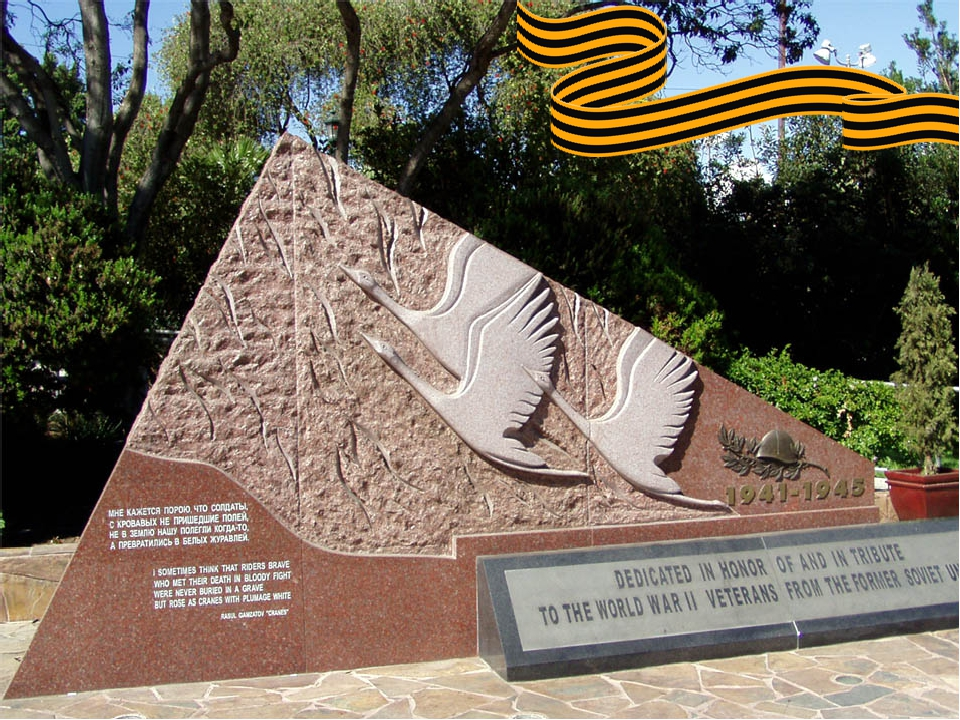 МНЕ КАЖЕТСЯ ПОРОЮ, ЧТО СОЛДАТЫ,
С КРОВАВЫХ НЕ ПРИШЕДШИЕ ПОЛЕЙ,
НЕ В ЗЕМЛЮ НАШУ ПОЛЕГЛИ КОГДА-ТО,
А ПРЕВРАТИЛИСЬ В БЕЛЫХ ЖУРАВЛЕЙ.
I SOMETIMES THINK THAT RIDERS BRAVE
WHO MET THEIR DEATH IN BLOODY FIGHT
WERE NEVER BURIED IN A GRAVE
BUT ROSE AS CRANES WITH PLUMAGE WHITE
RASUL GAMZATOV "CRANES"
1941-1945
DEDICATED IN HONOR OF AND IN TRIBUTE
TO THE WORLD WAR II VETERANS FROM THE FORMER SOVIET